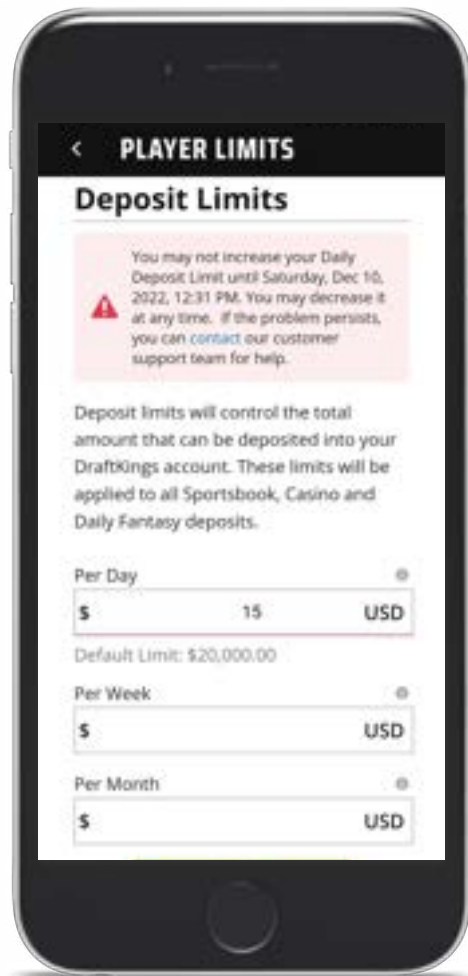 PLAYER LIMITS
Deposit Limits
You may not increase your Daily
Deposit Limit until Saturday, Dec 10,
2022, 12:31 PM. You may decrease it
at any time. If the problem persists,
you can contact our customer
support team for help.
Deposit limits will control the total
amount that can be deposited into your
DraftKings account. These limits will be
applied to all Sportsbook, Casino and
Daily Fantasy deposits.
Per Day
$ 15 USD
Default Limit: $20,000.00
Per Week
$ USD
Per Month
$ USD